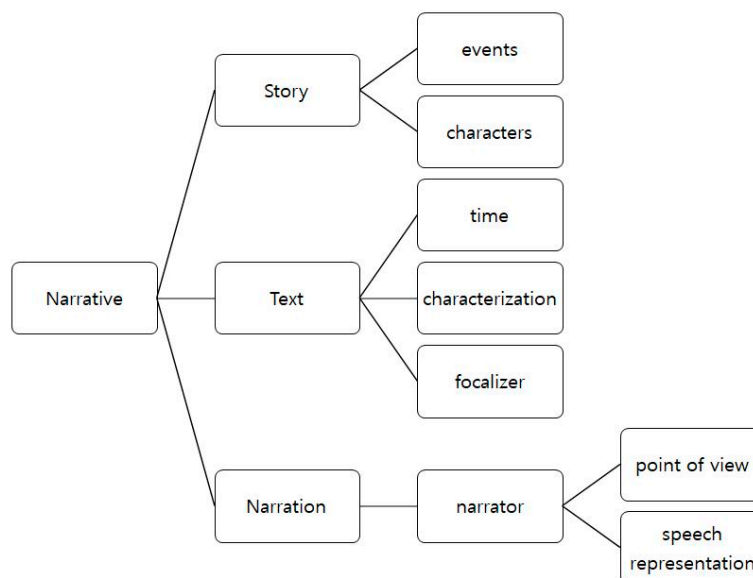 events
Story
characters
time
Narrative
Text
characterization
focalizer
Narration
narrator
point of view
speech
representation